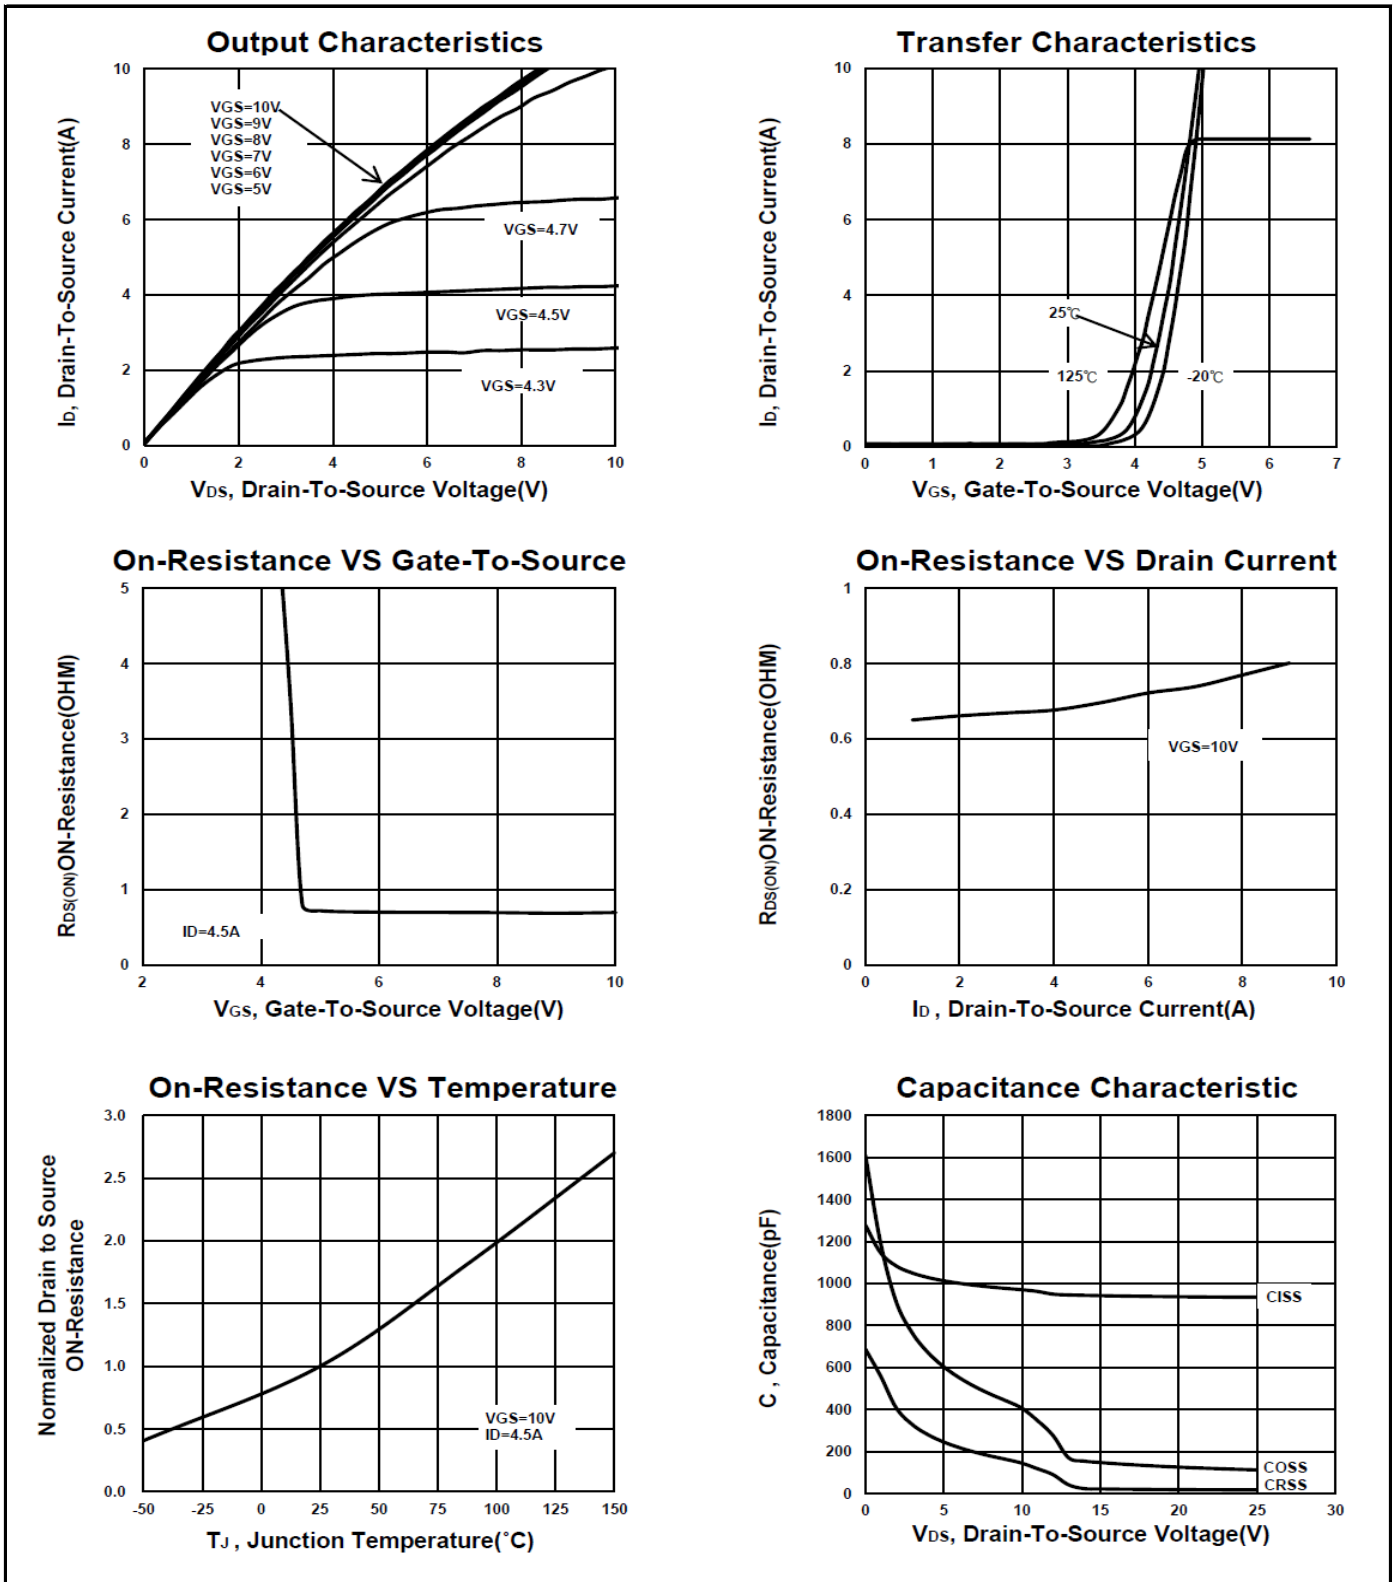 Output Characteristics
10
8
6
4
2
0
ID, Drain-To-Source Current(A)
VGS=10V
VGS=9V
VGS=8V
VGS=7V
VGS=6V
VGS=5V
VGS=4.7V
VGS=4.5V
VGS=4.3V
0 2 4 6 8 10
VDS, Drain-To-Source Voltage(V)
Transfer Characteristics
10
8
6
4
2
0
ID, Drain-To-Source Current(A)
25℃
125℃
-20℃
0 1 2 3 4 5 6 7
VGS, Gate-To-Source Voltage(V)
On-Resistance VS Gate-To-Source
5
4
3
2
1
0
RDS(ON)ON-Resistance(OHM)
ID=4.5A
2 4 6 8 10
VGS, Gate-To-Source Voltage(V)
On-Resistance VS Drain Current
1
0.8
0.6
0.4
0.2
0
RDS(ON)ON-Resistance(OHM)
VGS=10V
0 2 4 6 8 10
ID , Drain-To-Source Current(A)
On-Resistance VS Temperature
3.0
2.5
2.0
1.5
1.0
0.5
0.0
Normalized Drain to Source
ON-Resistance
VGS=10V
ID=4.5A
-50 -25 0 25 50 75 100 125 150
TJ , Junction Temperature(˚C)
Capacitance Characteristic
1800
1600
1400
1200
1000
800
600
400
200
0
C , Capacitance(pF)
CISS
COSS
CRSS
0 5 10 15 20 25 30
VDS, Drain-To-Source Voltage(V)